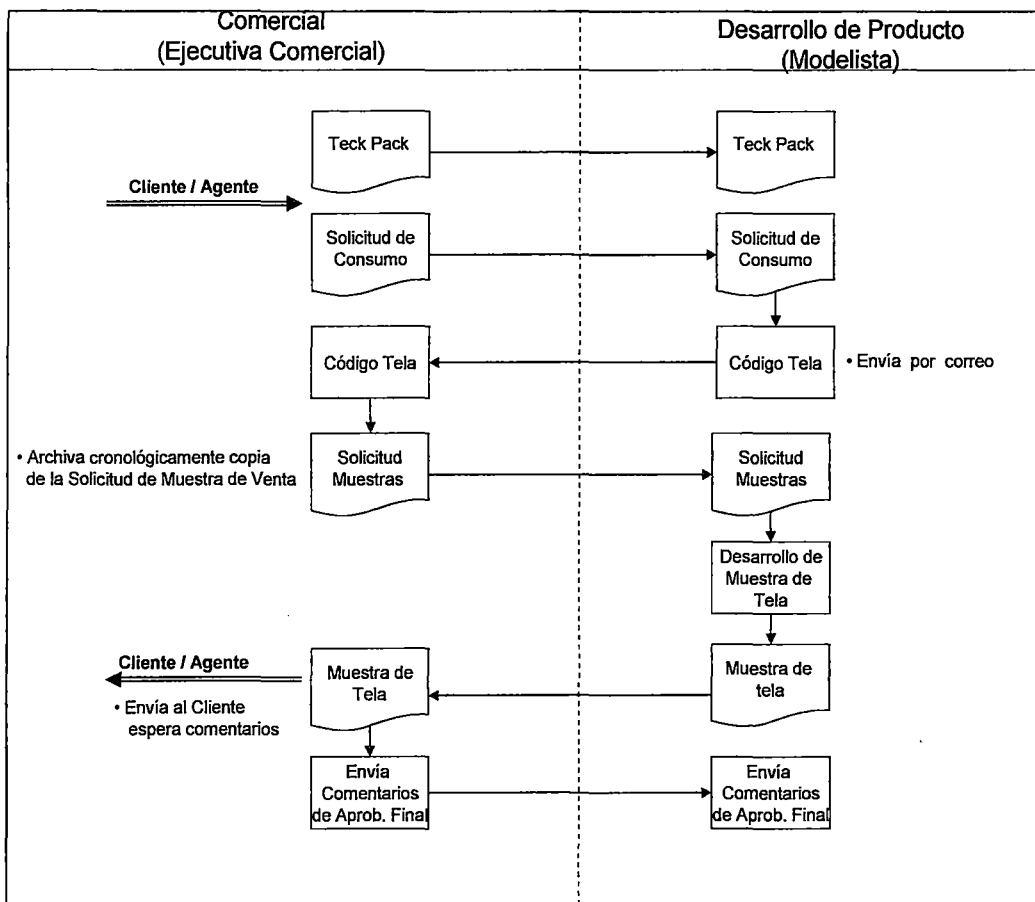 Comercial
(Ejecutiva Comercial)
Desarrollo de Producto
(Modelista)
Teck Pack
Teck Pack
Cliente / Agente
Solicitud de
Consumo
Solicitud de
Consumo
Código Tela
Código Tela
• Envía por correo
• Archiva cronológicamente copia
de la Solicitud de Muestra de Venta
Solicitud
Muestras
Solicitud
Muestras
Desarrollo de
Muestra de
Tela
Cliente / Agente
• Envía al Cliente
espera comentarios
Muestra de
Tela
Muestra de
tela
Envía
Comentarios
de Aprob. Final
Envía
Comentarios
de Aprob. Final